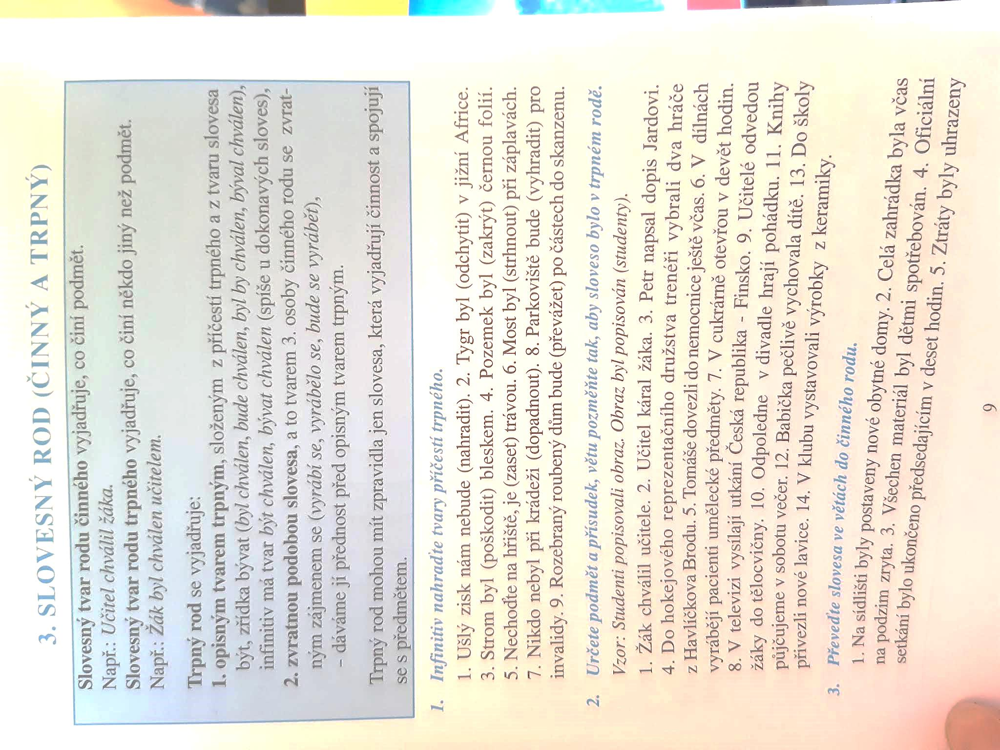 3. SLOVESNÝ ROD (ČINNÝ A TRPNÝ)
Slovesný tvar rodu činného vyjadřuje, co činí podmět.
Např.: Učitel chválil žáka.
Slovesný tvar rodu trpného vyjadřuje, co činí někdo jiný než podmět.
Např.: Žák byl chválen učitelem.
Trpný rod se vyjadřuje:
1. opisným tvarem trpným, složeným z příčestí trpného a z tvaru slovesa
být, zřídka bývat (byl chválen, bude chválen, byl by chválen, býval chválen),
infinitiv má tvar být chválen, bývat chválen (spíše u dokonavých sloves),
2. zvratnou podobou slovesa, a to tvarem 3. osoby činného rodu se zvrat-
ným zájmenem se (vyrábí se, vyrábělo se, bude se vyrábět),
- dáváme jí přednost před opisným tvarem trpným.
Trpný rod mohou mít zpravidla jen slovesa, která vyjadřují činnost a spojují
se s předmětem.
1. Infinitiv nahraďte tvary příčestí trpného.
1. Ušlý zisk nám nebude (nahradit). 2. Tygr byl (odchytit) v jižní Africe.
3. Strom byl (poškodit) bleskem. 4. Pozemek byl (zakrýt) černou folií.
5. Nechoďte na hřiště, je (zaset) trávou. 6. Most byl (strhnout) při záplavách.
7. Nikdo nebyl při krádeži (dopadnout). 8. Parkoviště bude (vyhradit) pro
invalidy. 9. Rozebraný roubený dům bude (převážet) po částech do skanzenu.
2. Určete podmět a přísudek, větu pozměňte tak, aby sloveso bylo v trpném rodě.
Vzor: Studenti popisovali obraz. Obraz byl popisován (studenty).
1. Žák chválil učitele. 2. Učitel káral žáka. 3. Petr napsal dopis Jardovi.
4. Do hokejového reprezentačního družstva trenéři vybrali dva hráče
z Havlíčkova Brodu. 5. Tomáše dovezli do nemocnice ještě včas. 6. V dílnách
vyrábějí pacienti umělecké předměty. 7. V cukrárně otevřou v devět hodin.
8. V televizi vysílají utkání Česká republika - Finsko. 9. Učitelé odvedou
žáky do tělocvičny. 10. Odpoledne v divadle hrají pohádku. 11. Knihy
půjčujeme v sobotu večer. 12. Babička pečlivě vychovala dítě. 13. Do školy
přivezli nové lavice. 14. V klubu vystavovali výrobky z keramiky.
3. Převeďte slovesa ve větách do činného rodu.
1. Na sídlišti byly postaveny nové obytné domy. 2. Celá zahrádka byla včas
na podzim zryta. 3. Všechen materiál byl dětmi spotřebován. 4. Oficiální
setkání bylo ukončeno předsedajícím v deset hodin. 5. Ztráty byly uhrazeny
9